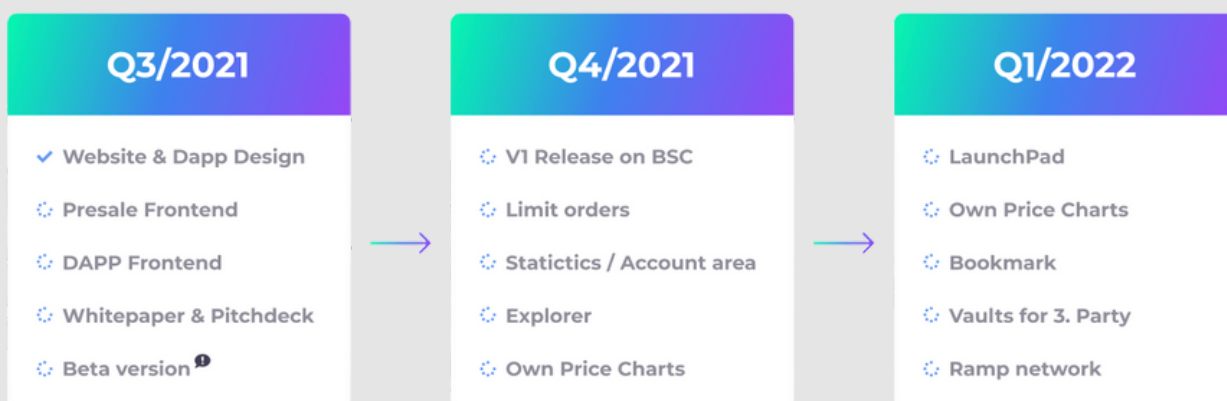 Q3/2021
Website & Dapp Design
Presale Frontend
DAPP Frontend
Whitepaper & Pitchdeck
Beta version
Q4/2021
V1 Release on BSC
Limit orders
Statictics / Account area
Explorer
Own Price Charts
Q1/2022
LaunchPad
Own Price Charts
Bookmark
Vaults for 3. Party
Ramp network